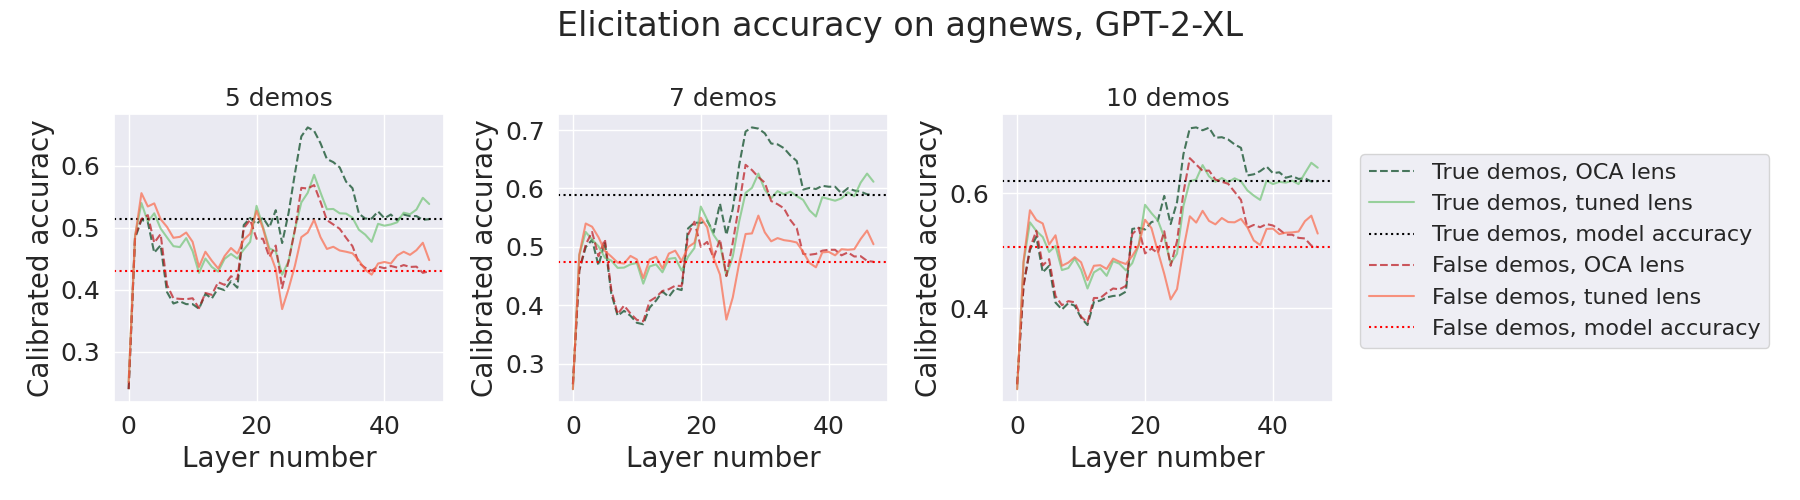 Elicitation accuracy on agnews, GPT-2-XL
5 demos
Calibrated accuracy
0.6
0.5
0.4
0.3
0
20
40
Layer number
7 demos
Calibrated accuracy
0.7
0.6
0.5
0.4
0.3
0
20
40
Layer number
10 demos
Calibrated accuracy
0.6
0.4
0
20
40
Layer number
True demos, OCA lens
True demos, tuned lens
True demos, model accuracy
False demos, OCA lens
False demos, tuned lens
False demos, model accuracy